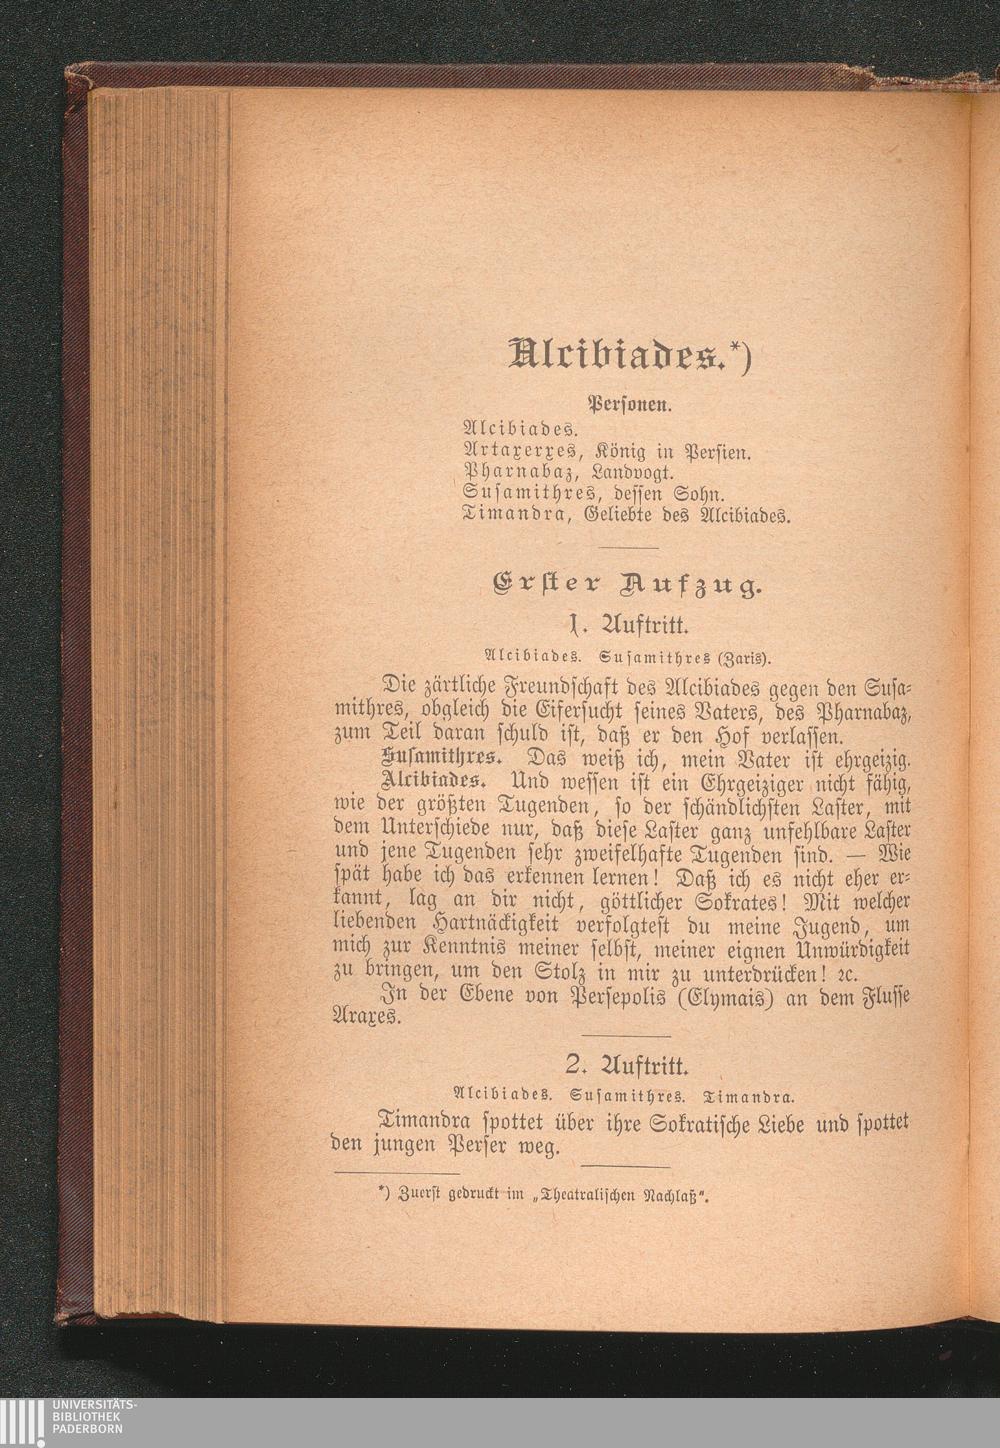 Alcibiades.*)
Personen.
Alcibiades.
Artaxerxes, König in Persien.
Pharnabaz, Landvogt.
Susamithres, dessen Sohn.
Timandra, Geliebte des Alcibiades.
Erster Aufzug.
1. Auftritt.
Alcibiades. Susamithres (Zaris).
Die zärtliche Freundschaft des Alcibiades gegen den Susa-
mithres, obgleich die Eifersucht seines Vaters, des Pharnabaz,
zum Teil daran schuld ist, daß er den Hof verlassen.
Susamithres. Das weiß ich, mein Vater ist ehrgeizig.
Alcibiades. Und wessen ist ein Ehrgeiziger nicht fähig,
wie der größten Tugenden, so der schändlichsten Laster, mit
dem Unterschiede nur, daß diese Laster ganz unfehlbare Laster
und jene Tugenden sehr zweifelhafte Tugenden sind. — Wie
spät habe ich das erkennen lernen! Daß ich es nicht eher er-
kannt, lag an dir nicht, göttlicher Sokrates! Mit welcher
liebenden Hartnäckigkeit verfolgtest du meine Jugend, um
mich zur Kenntnis meiner selbst, meiner eignen Unwürdigkeit
zu bringen, um den Stolz in mir zu unterdrücken! ꝛc.
In der Ebene von Persepolis (Elymais) an dem Flusse
Araxes.
2. Auftritt.
Alcibiades. Susamithres. Timandra.
Timandra spottet über ihre Sokratische Liebe und spottet
den jungen Perser weg.
*) Zuerst gedruckt im „Theatralischen Nachlaß".
UNIVERSITÄTS-
BIBLIOTHEK
PADERBORN